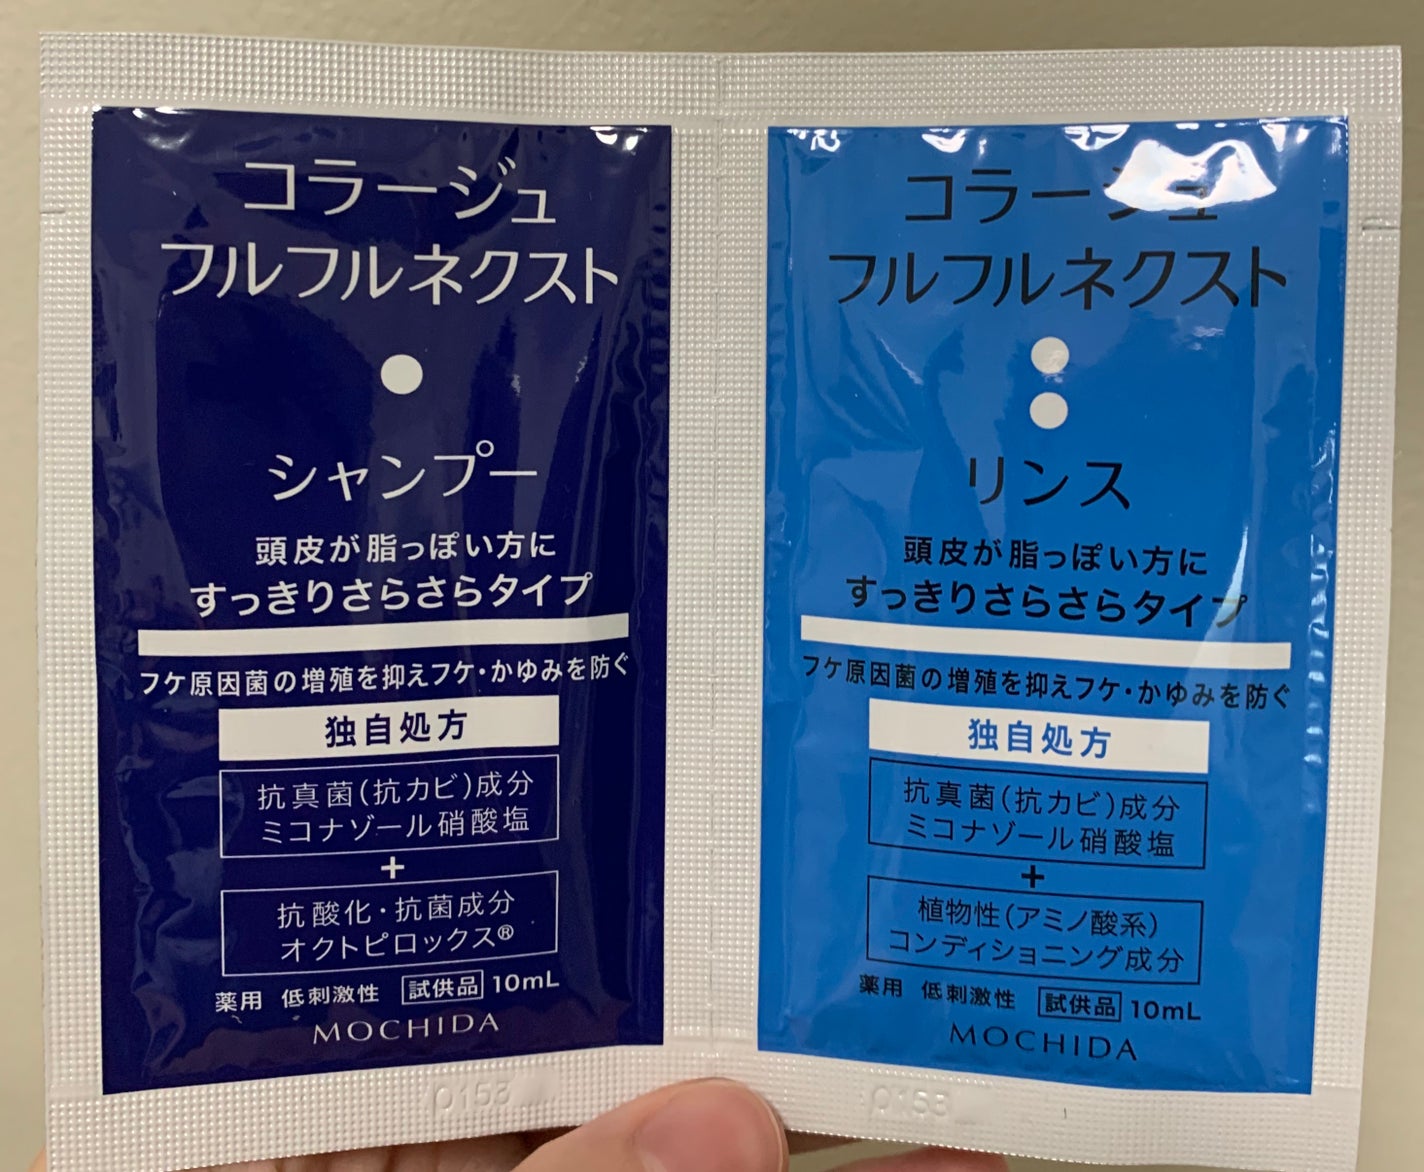 コラージュ
フルフルネクスト
シャンプー
頭皮が脂っぽい方に
すっきりさらさらタイプ
フケ原因菌の増殖を抑えフケ・かゆみを防ぐ
独自処方
抗真菌(抗カビ)成分
ミコナゾール硝酸塩
+
抗酸化・抗菌成分
オクトピロックス®
薬用 低刺激性 試供品 10mL
MOCHIDA
0153
コラージュ
フルフルネクスト
リンス
頭皮が脂っぽい方に
すっきりさらさらタイプ
フケ原因菌の増殖を抑えフケ・かゆみを防ぐ
独自処方
抗真菌(抗カビ)成分
ミコナゾール硝酸塩
+
植物性(アミノ酸系)
コンディショニング成分
薬用 低刺激性 試供品 10mL
MOCHIDA
0153